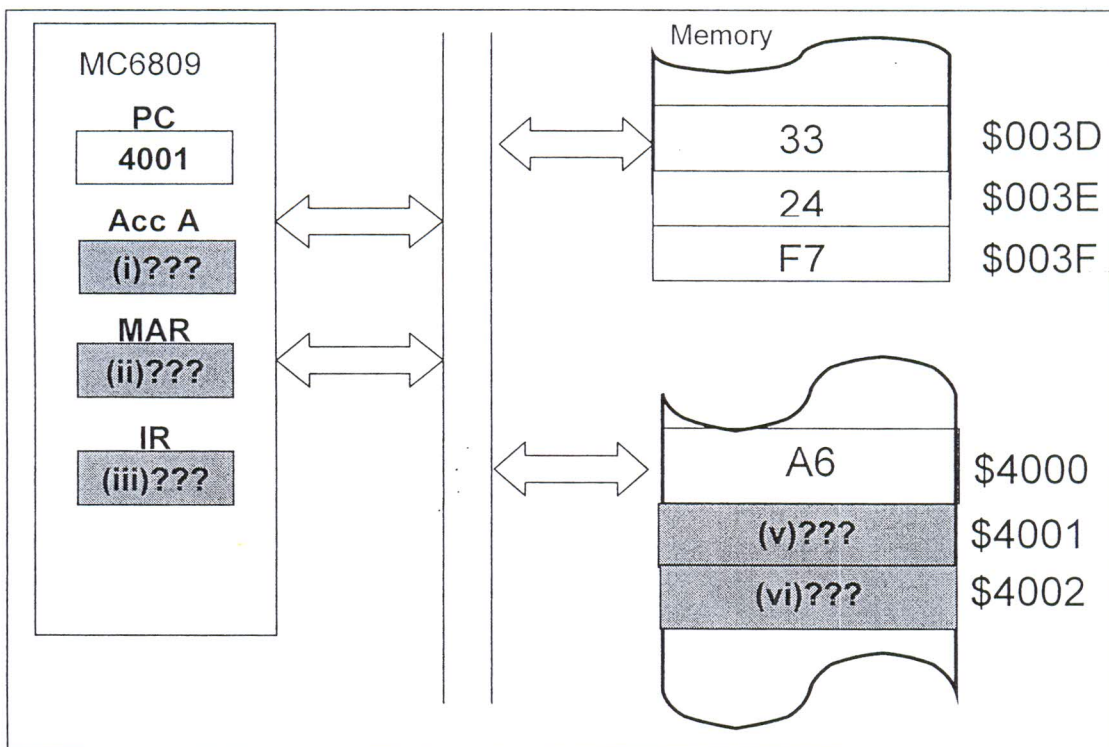 MC6809
PC
4001
Acc A
(i)???
MAR
(ii)???
IR
(iii)???
Memory
33 $003D
24 $003E
F7 $003F
A6 $4000
(v)??? $4001
(vi)??? $4002